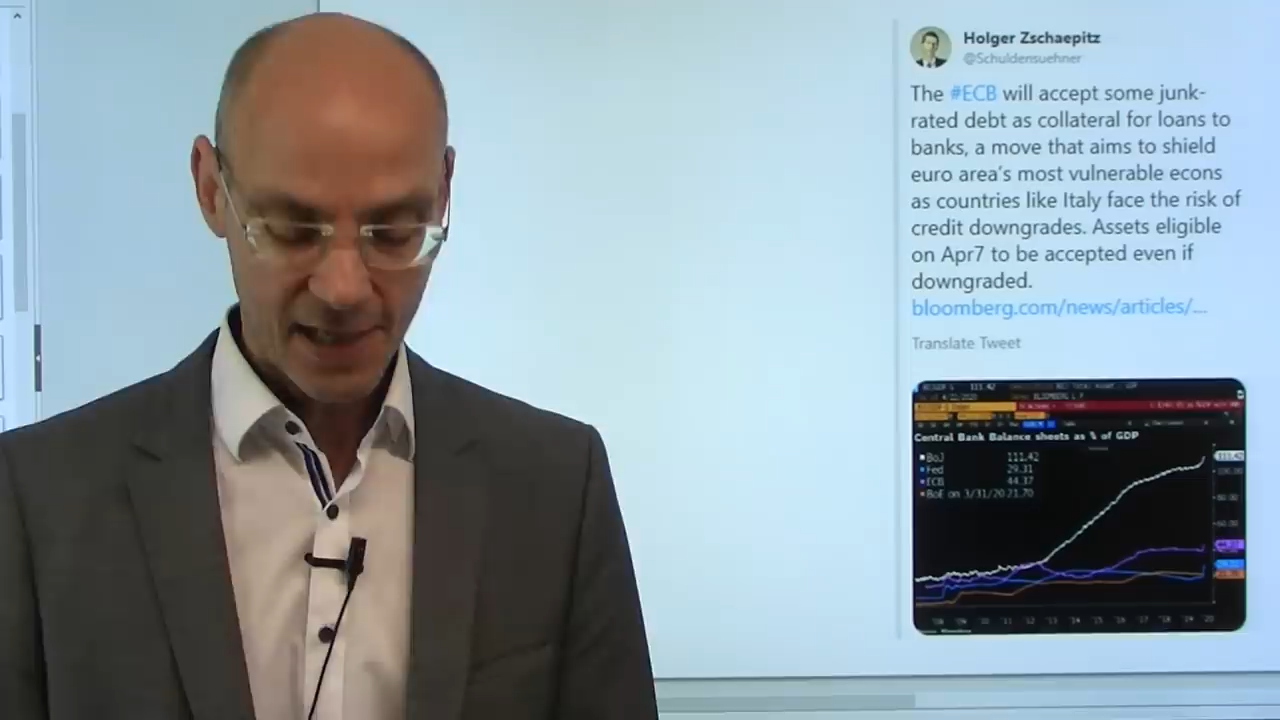 Holger Zschaepitz
@Schuldensuehner
The #ECB will accept some junk-
rated debt as collateral for loans to
banks, a move that aims to shield
euro area's most vulnerable econs
as countries like Italy face the risk of
credit downgrades. Assets eligible
on Apr7 to be accepted even if
downgraded.
bloomberg.com/news/articles/...
Translate Tweet
Central Bank Balance sheets as % of GDP
BoJ 111.42
Fed 29.31
ECB 44.37
BoE on 3/31/20 21.70
111.42